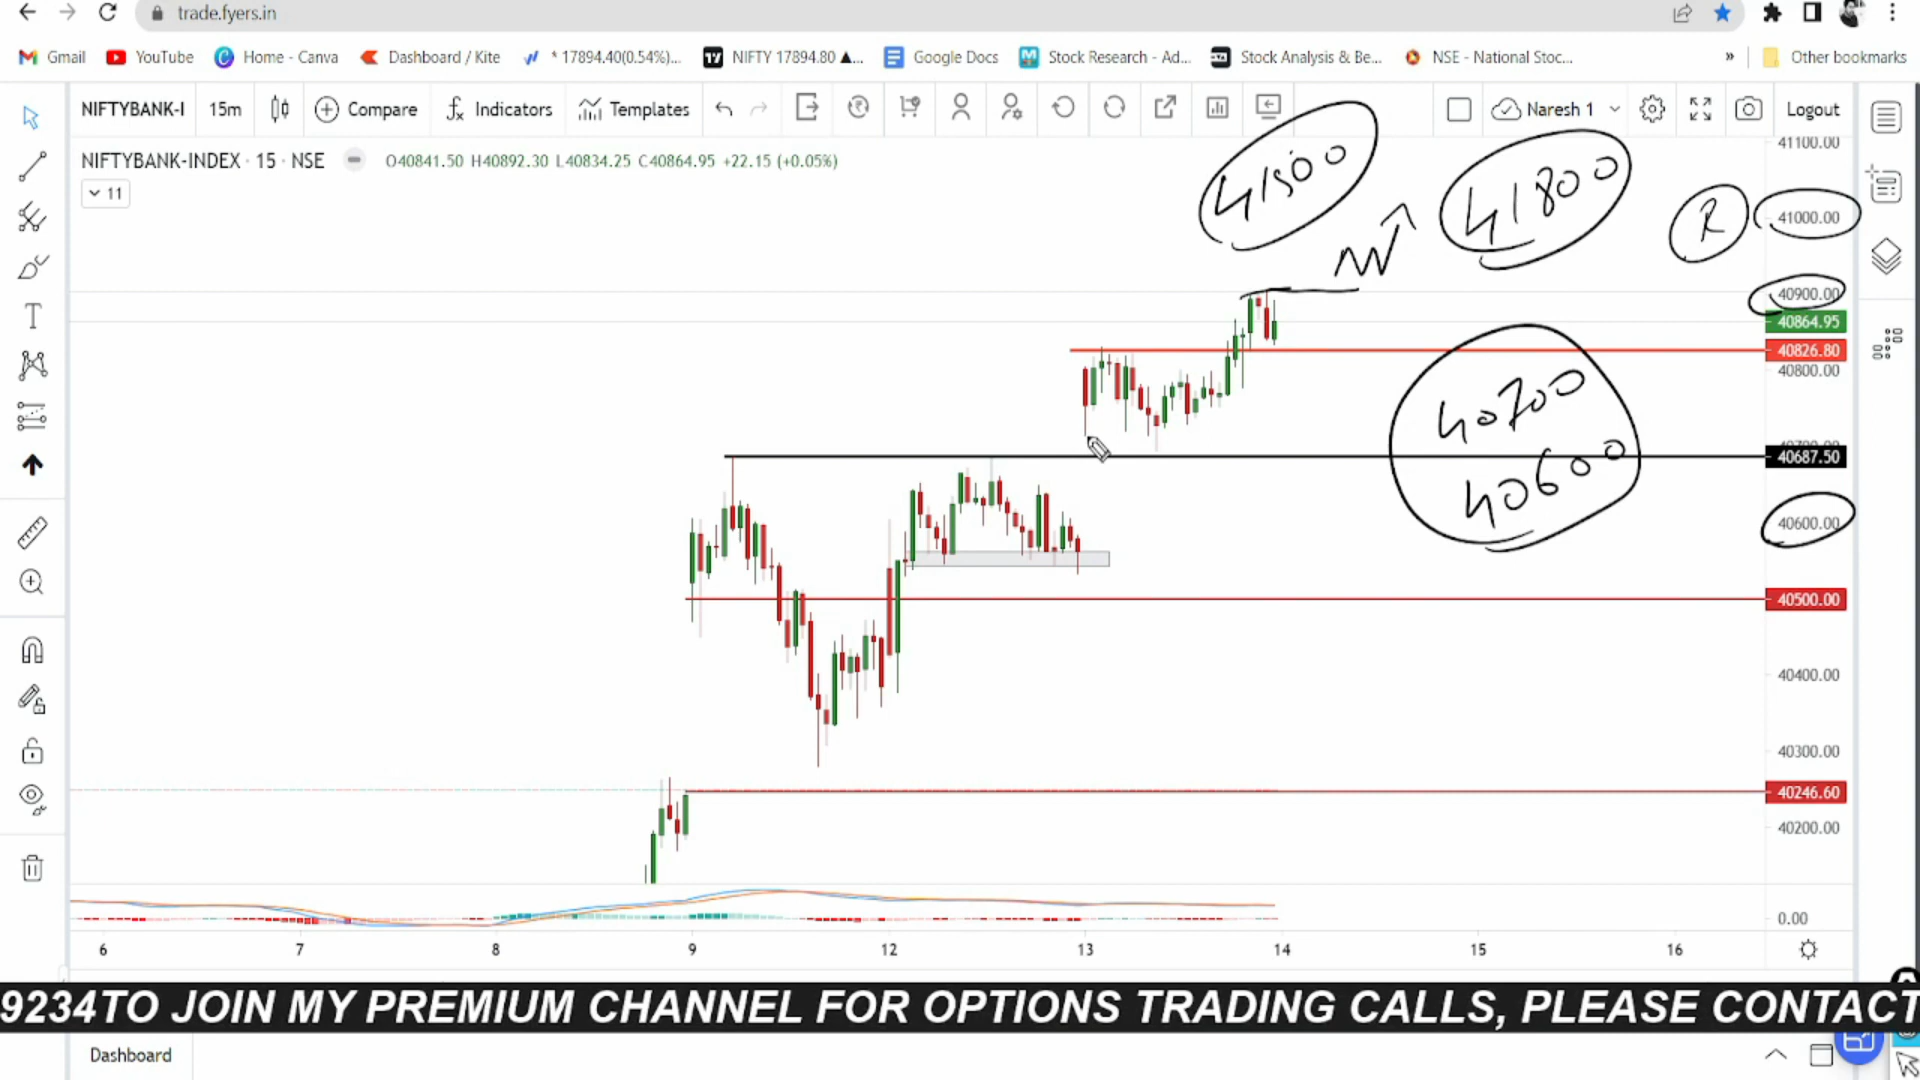 trade.fyers.in
Gmail YouTube Home - Canva Dashboard / Kite * 17894.40(0.54%)... NIFTY 17894.80 ▲... Google Docs Stock Research - Ad... Stock Analysis & Be... NSE - National Stoc... » Other bookmarks
NIFTYBANK-I 15m Compare Indicators Templates Naresh 1 Logout
NIFTYBANK-INDEX · 15 · NSE O40841.50 H40892.30 L40834.25 C40864.95 +22.15 (+0.05%)
11
41100.00
41500
41800
R
41000.00
40900.00
40864.95
40826.80
40800.00
40700
40700.00
40687.50
40600
40600.00
40500.00
40400.00
40300.00
40246.60
40200.00
0.00
6 7 8 9 12 13 14 15 16
9234TO JOIN MY PREMIUM CHANNEL FOR OPTIONS TRADING CALLS, PLEASE CONTACT
Dashboard